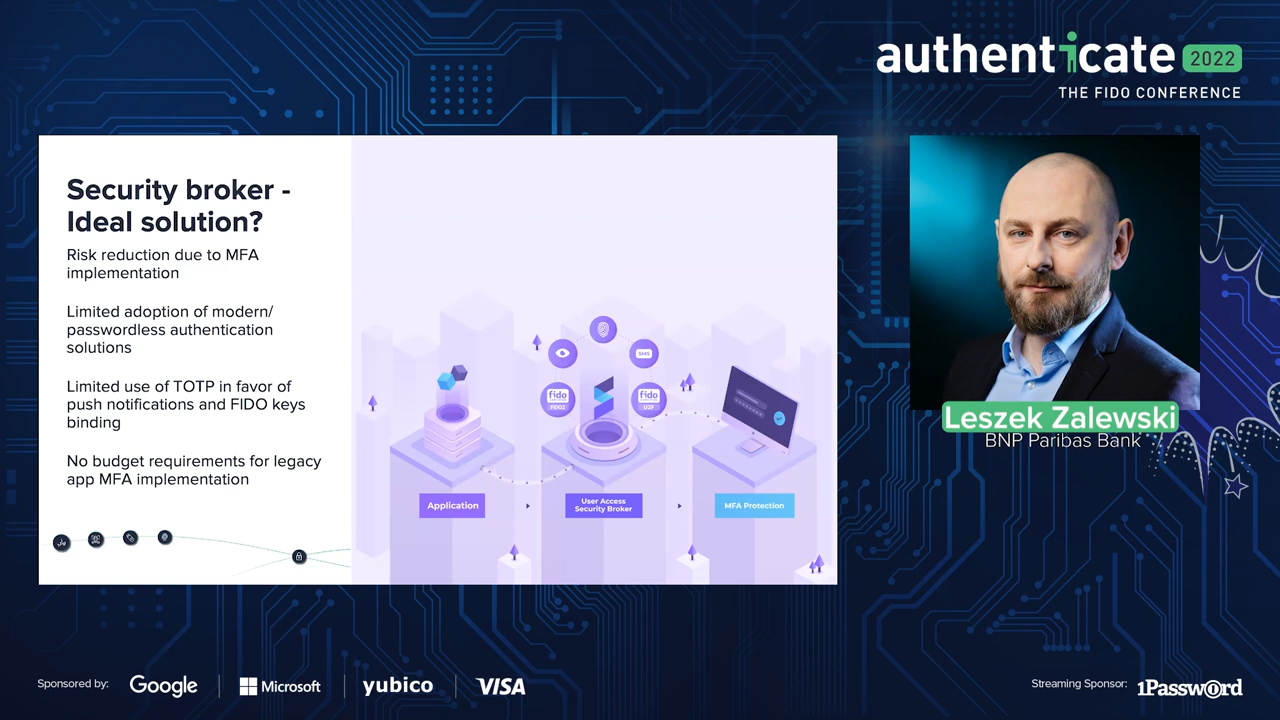 authenticate 2022
THE FIDO CONFERENCE
Security broker -
Ideal solution?
Risk reduction due to MFA
implementation
Limited adoption of modern/
passwordless authentication
solutions
Limited use of TOTP in favor of
push notifications and FIDO keys
binding
No budget requirements for legacy
app MFA implementation
SMS
fido
CERTIFIED
FIDO2
fido
CERTIFIED
U2F
Application
User Access
Security Broker
MFA Protection
Leszek Zalewski
BNP Paribas Bank
Sponsored by:
Google
Microsoft
yubico
VISA
Streaming Sponsor:
1Password